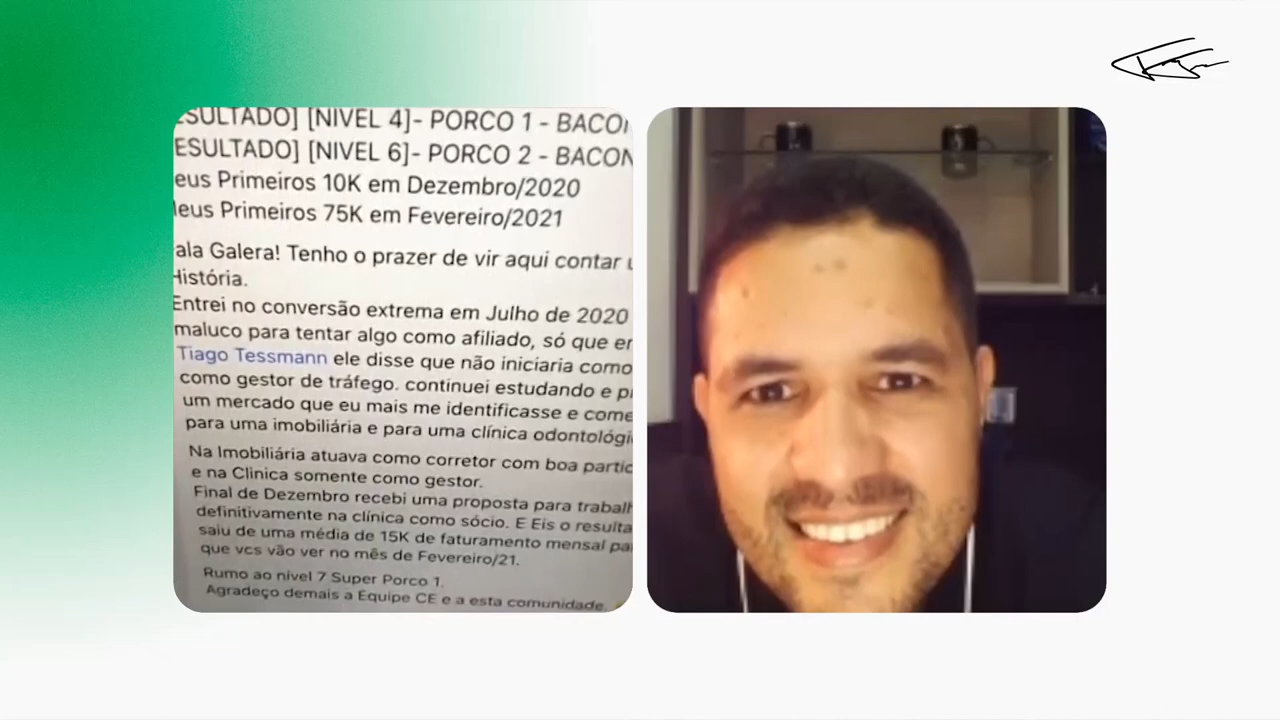 ESULTADO] [NIVEL 4]- PORCO 1 - BACO
ESULTADO] [NIVEL 6]- PORCO 2 - BACON
eus Primeiros 10K em Dezembro/2020
eus Primeiros 75K em Fevereiro/2021
ala Galera! Tenho o prazer de vir aqui contar
História.
Entrei no conversão extrema em Julho de 2020
maluco para tentar algo como afiliado, só que er
Tiago Tessmann ele disse que não iniciaria como
como gestor de tráfego. continuei estudando e p
um mercado que eu mais me identificasse e come
para uma imobiliária e para uma clínica odontológi
Na Imobiliária atuava como corretor com boa partic
e na Clinica somente como gestor.
Final de Dezembro recebi uma proposta para trabalh
definitivamente na clínica como sócio. E Eis o resulta
saiu de uma média de 15K de faturamento mensal pa
que vcs vão ver no mês de Fevereiro/21.
Rumo ao nível 7 Super Porco 1.
Agradeço demais a Equipe CE e a esta comunidade.